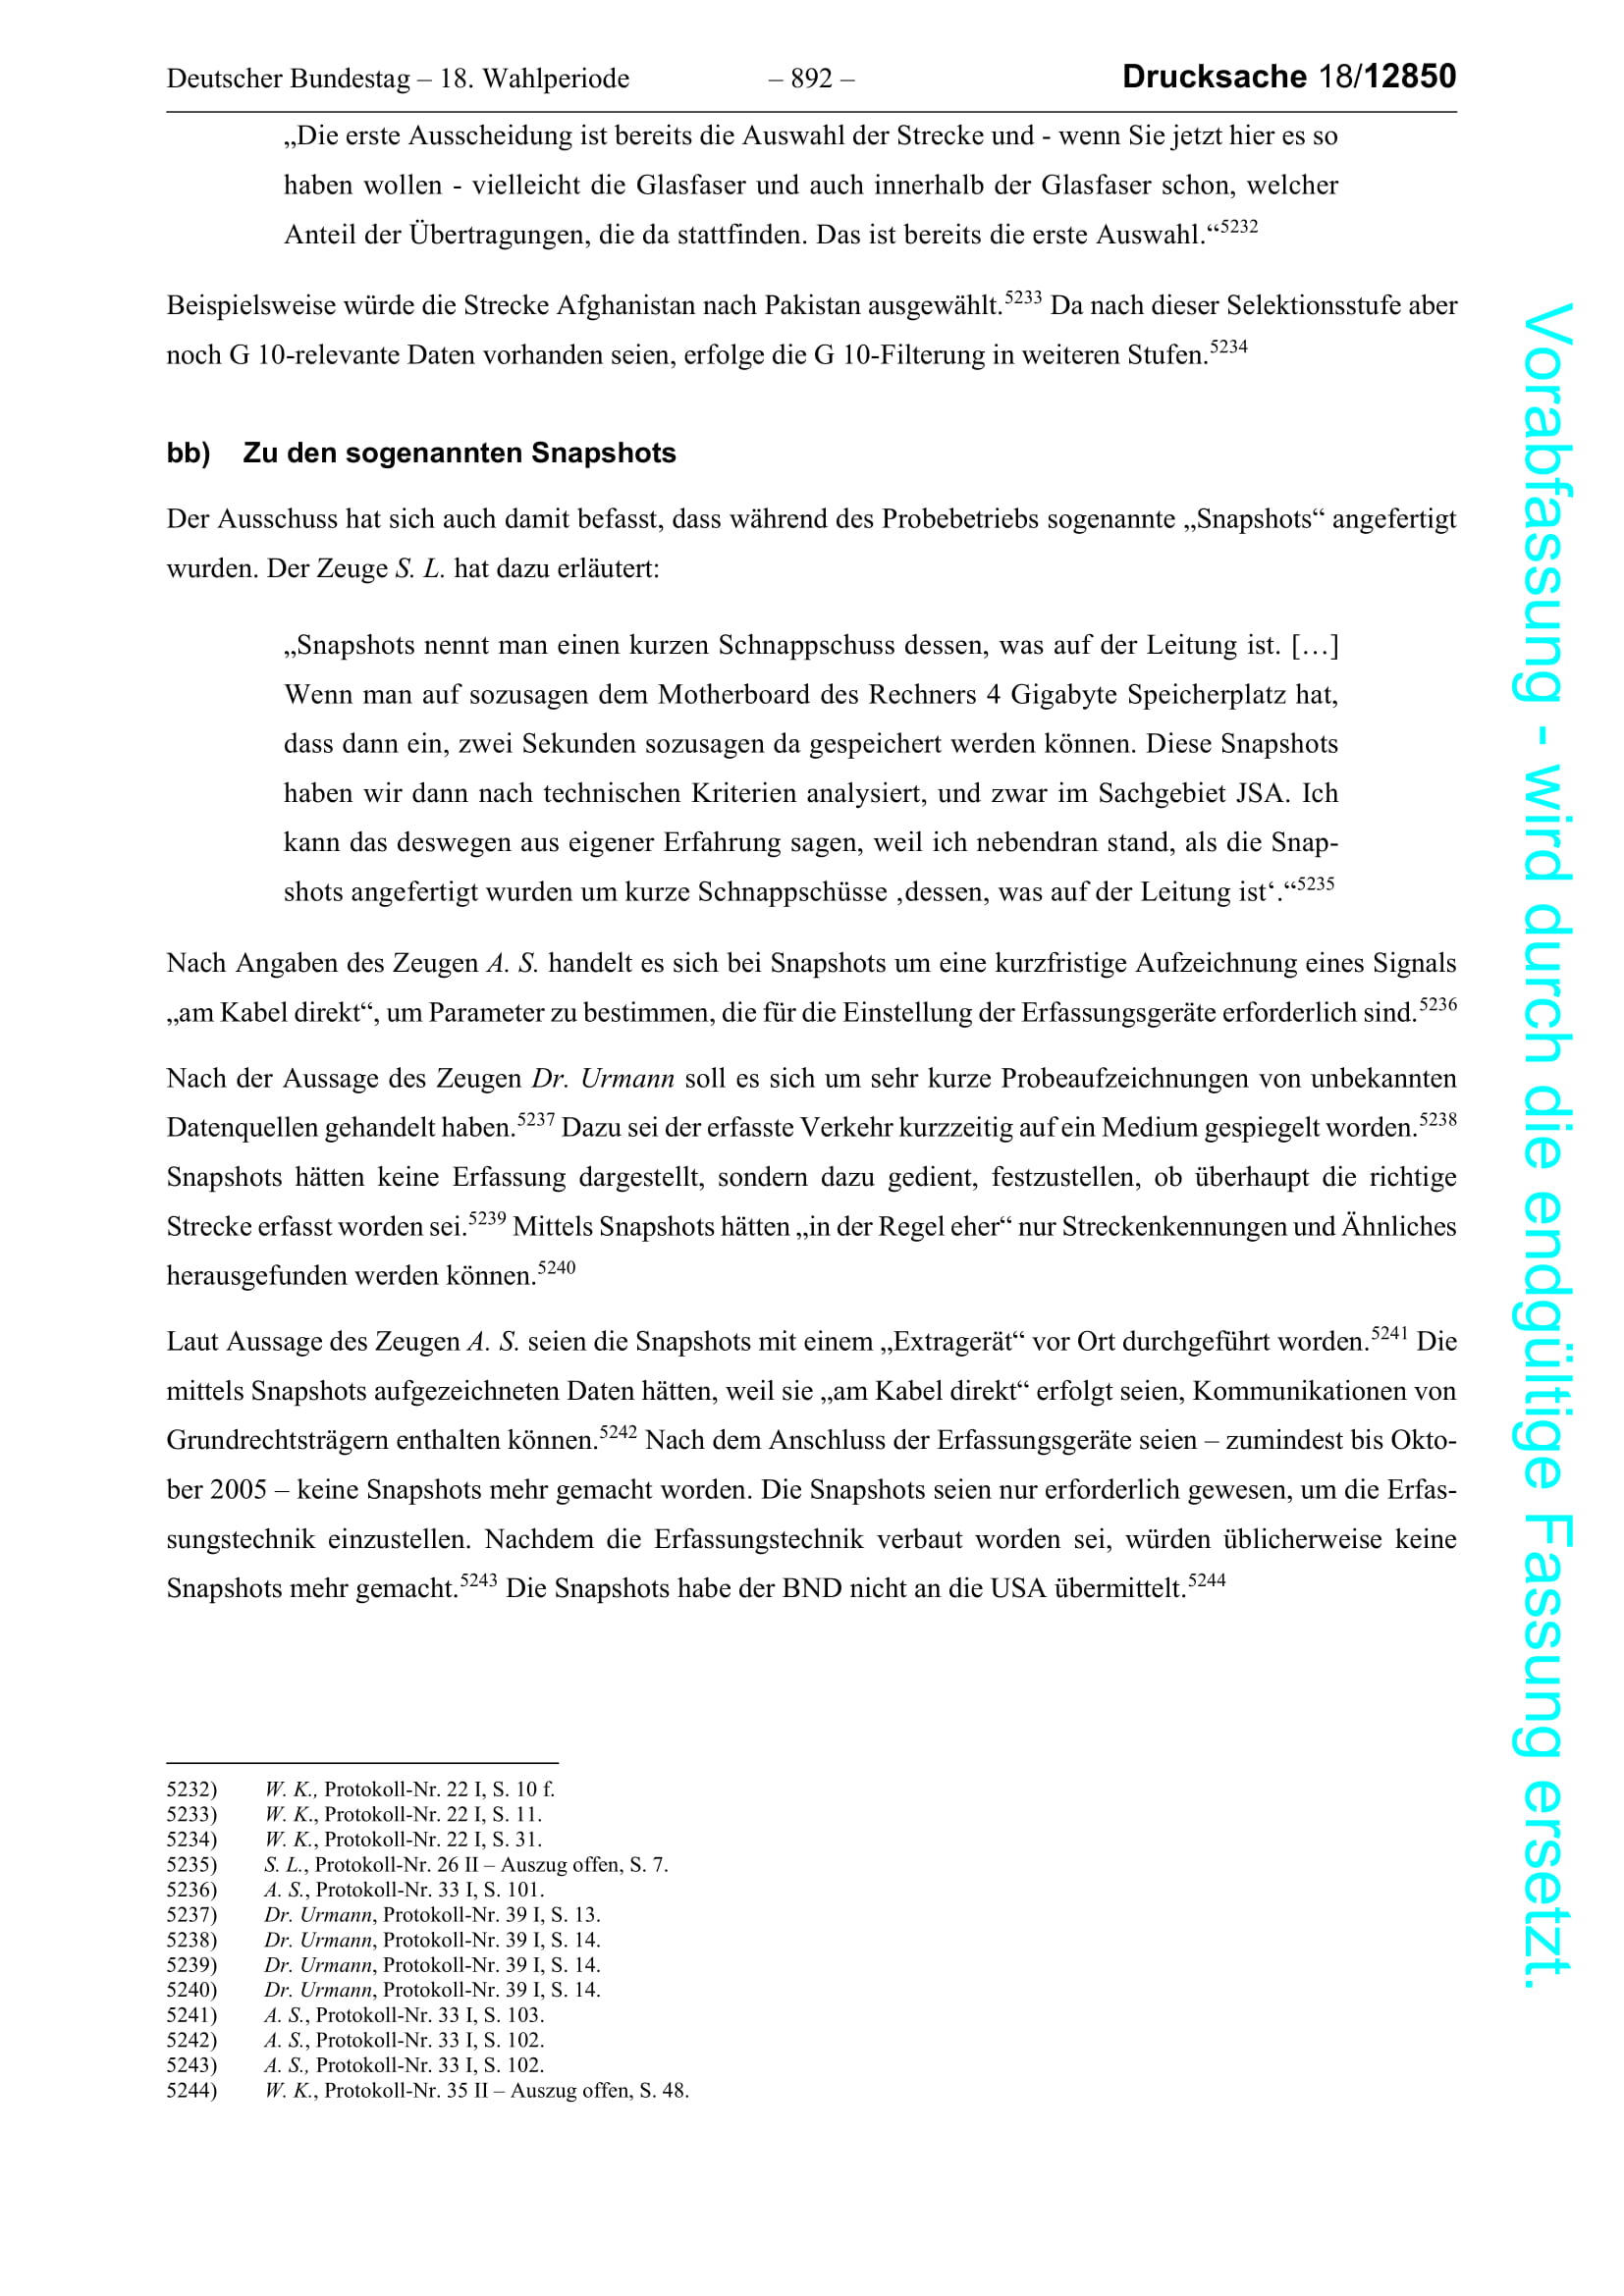 Deutscher Bundestag – 18. Wahlperiode – 892 – Drucksache 18/12850
„Die erste Ausscheidung ist bereits die Auswahl der Strecke und - wenn Sie jetzt hier es so
haben wollen - vielleicht die Glasfaser und auch innerhalb der Glasfaser schon, welcher
Anteil der Übertragungen, die da stattfinden. Das ist bereits die erste Auswahl.“5232
Beispielsweise würde die Strecke Afghanistan nach Pakistan ausgewählt.5233 Da nach dieser Selektionsstufe aber
noch G 10-relevante Daten vorhanden seien, erfolge die G 10-Filterung in weiteren Stufen.5234
bb) Zu den sogenannten Snapshots
Der Ausschuss hat sich auch damit befasst, dass während des Probebetriebs sogenannte „Snapshots“ angefertigt
wurden. Der Zeuge S. L. hat dazu erläutert:
„Snapshots nennt man einen kurzen Schnappschuss dessen, was auf der Leitung ist. […]
Wenn man auf sozusagen dem Motherboard des Rechners 4 Gigabyte Speicherplatz hat,
dass dann ein, zwei Sekunden sozusagen da gespeichert werden können. Diese Snapshots
haben wir dann nach technischen Kriterien analysiert, und zwar im Sachgebiet JSA. Ich
kann das deswegen aus eigener Erfahrung sagen, weil ich nebendran stand, als die Snap-
shots angefertigt wurden um kurze Schnappschüsse ‚dessen, was auf der Leitung ist‘.“5235
Nach Angaben des Zeugen A. S. handelt es sich bei Snapshots um eine kurzfristige Aufzeichnung eines Signals
„am Kabel direkt“, um Parameter zu bestimmen, die für die Einstellung der Erfassungsgeräte erforderlich sind.5236
Nach der Aussage des Zeugen Dr. Urmann soll es sich um sehr kurze Probeaufzeichnungen von unbekannten
Datenquellen gehandelt haben.5237 Dazu sei der erfasste Verkehr kurzzeitig auf ein Medium gespiegelt worden.5238
Snapshots hätten keine Erfassung dargestellt, sondern dazu gedient, festzustellen, ob überhaupt die richtige
Strecke erfasst worden sei.5239 Mittels Snapshots hätten „in der Regel eher“ nur Streckenkennungen und Ähnliches
herausgefunden werden können.5240
Laut Aussage des Zeugen A. S. seien die Snapshots mit einem „Extragerät“ vor Ort durchgeführt worden.5241 Die
mittels Snapshots aufgezeichneten Daten hätten, weil sie „am Kabel direkt“ erfolgt seien, Kommunikationen von
Grundrechtsträgern enthalten können.5242 Nach dem Anschluss der Erfassungsgeräte seien – zumindest bis Okto-
ber 2005 – keine Snapshots mehr gemacht worden. Die Snapshots seien nur erforderlich gewesen, um die Erfas-
sungstechnik einzustellen. Nachdem die Erfassungstechnik verbaut worden sei, würden üblicherweise keine
Snapshots mehr gemacht.5243 Die Snapshots habe der BND nicht an die USA übermittelt.5244
5232) W. K., Protokoll-Nr. 22 I, S. 10 f.
5233) W. K., Protokoll-Nr. 22 I, S. 11.
5234) W. K., Protokoll-Nr. 22 I, S. 31.
5235) S. L., Protokoll-Nr. 26 II – Auszug offen, S. 7.
5236) A. S., Protokoll-Nr. 33 I, S. 101.
5237) Dr. Urmann, Protokoll-Nr. 39 I, S. 13.
5238) Dr. Urmann, Protokoll-Nr. 39 I, S. 14.
5239) Dr. Urmann, Protokoll-Nr. 39 I, S. 14.
5240) Dr. Urmann, Protokoll-Nr. 39 I, S. 14.
5241) A. S., Protokoll-Nr. 33 I, S. 103.
5242) A. S., Protokoll-Nr. 33 I, S. 102.
5243) A. S., Protokoll-Nr. 33 I, S. 102.
5244) W. K., Protokoll-Nr. 35 II – Auszug offen, S. 48.
Vorabfassung - wird durch die endgültige Fassung ersetzt.